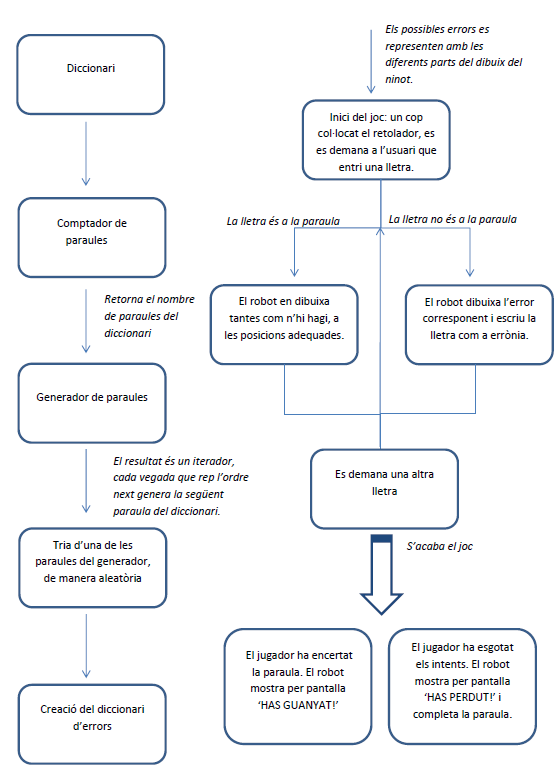 Diccionari
Comptador de
paraules
Retorna el nombre
de paraules del
diccionari
Generador de paraules
El resultat és un iterador,
cada vegada que rep l'ordre
next genera la següent
paraula del diccionari.
Tria d'una de les
paraules del generador,
de manera aleatòria
Creació del diccionari
d'errors
Els possibles errors es
representen amb les
diferents parts del dibuix del
ninot.
Inici del joc: un cop
col·locat el retolador, es
es demana a l'usuari que
entri una lletra.
La lletra és a la paraula
La lletra no és a la paraula
El robot en dibuixa
tantes com n'hi hagi, a
les posicions adequades.
El robot dibuixa l'error
corresponent i escriu la
lletra com a errònia.
Es demana una altra
lletra
S'acaba el joc
El jugador ha encertat
la paraula. El robot
mostra per pantalla
'HAS GUANYAT!'
El jugador ha esgotat
els intents. El robot
mostra per pantalla
'HAS PERDUT!' i
completa la paraula.